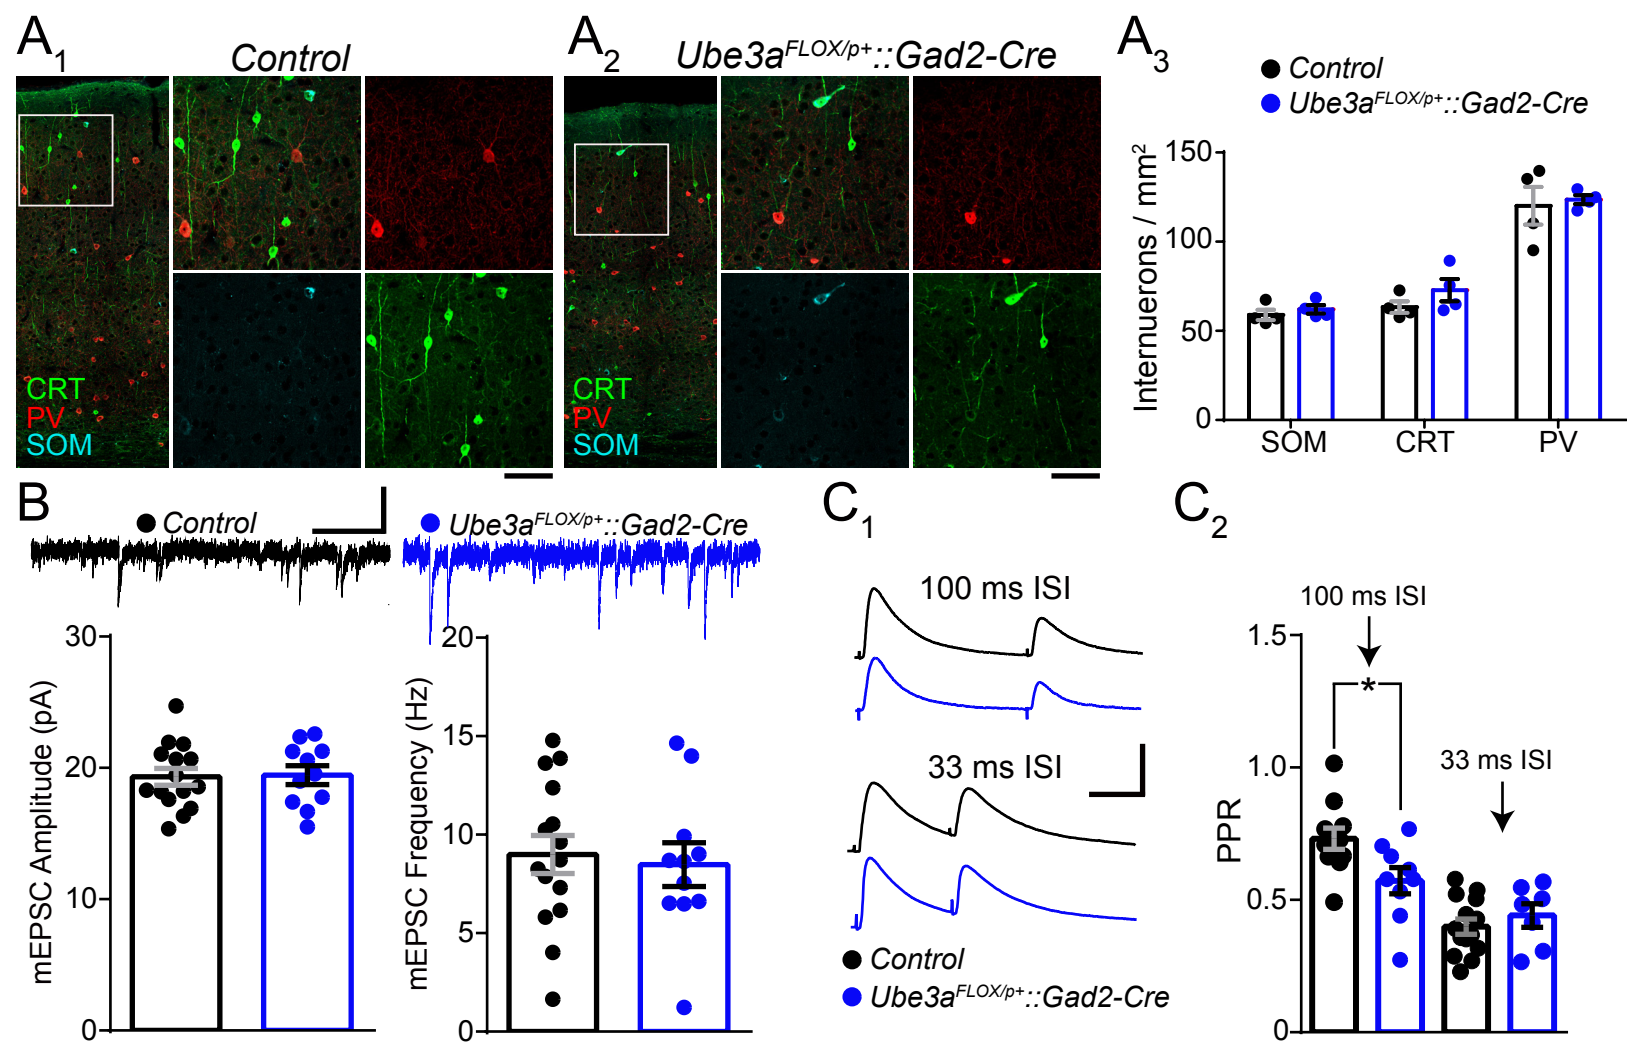 A1
Control
A2
Ube3aFLOX/p+::Gad2-Cre
CRT
PV
SOM
CRT
PV
SOM
A3
Control
Ube3aFLOX/p+::Gad2-Cre
Internuerons / mm2
150
100
50
0
SOM
CRT
PV
B
Control
Ube3aFLOX/p+::Gad2-Cre
mEPSC Amplitude (pA)
30
20
10
0
mEPSC Frequency (Hz)
20
15
10
5
0
C1
100 ms ISI
33 ms ISI
Control
Ube3aFLOX/p+::Gad2-Cre
C2
100 ms ISI
*
33 ms ISI
PPR
1.5
1.0
0.5
0